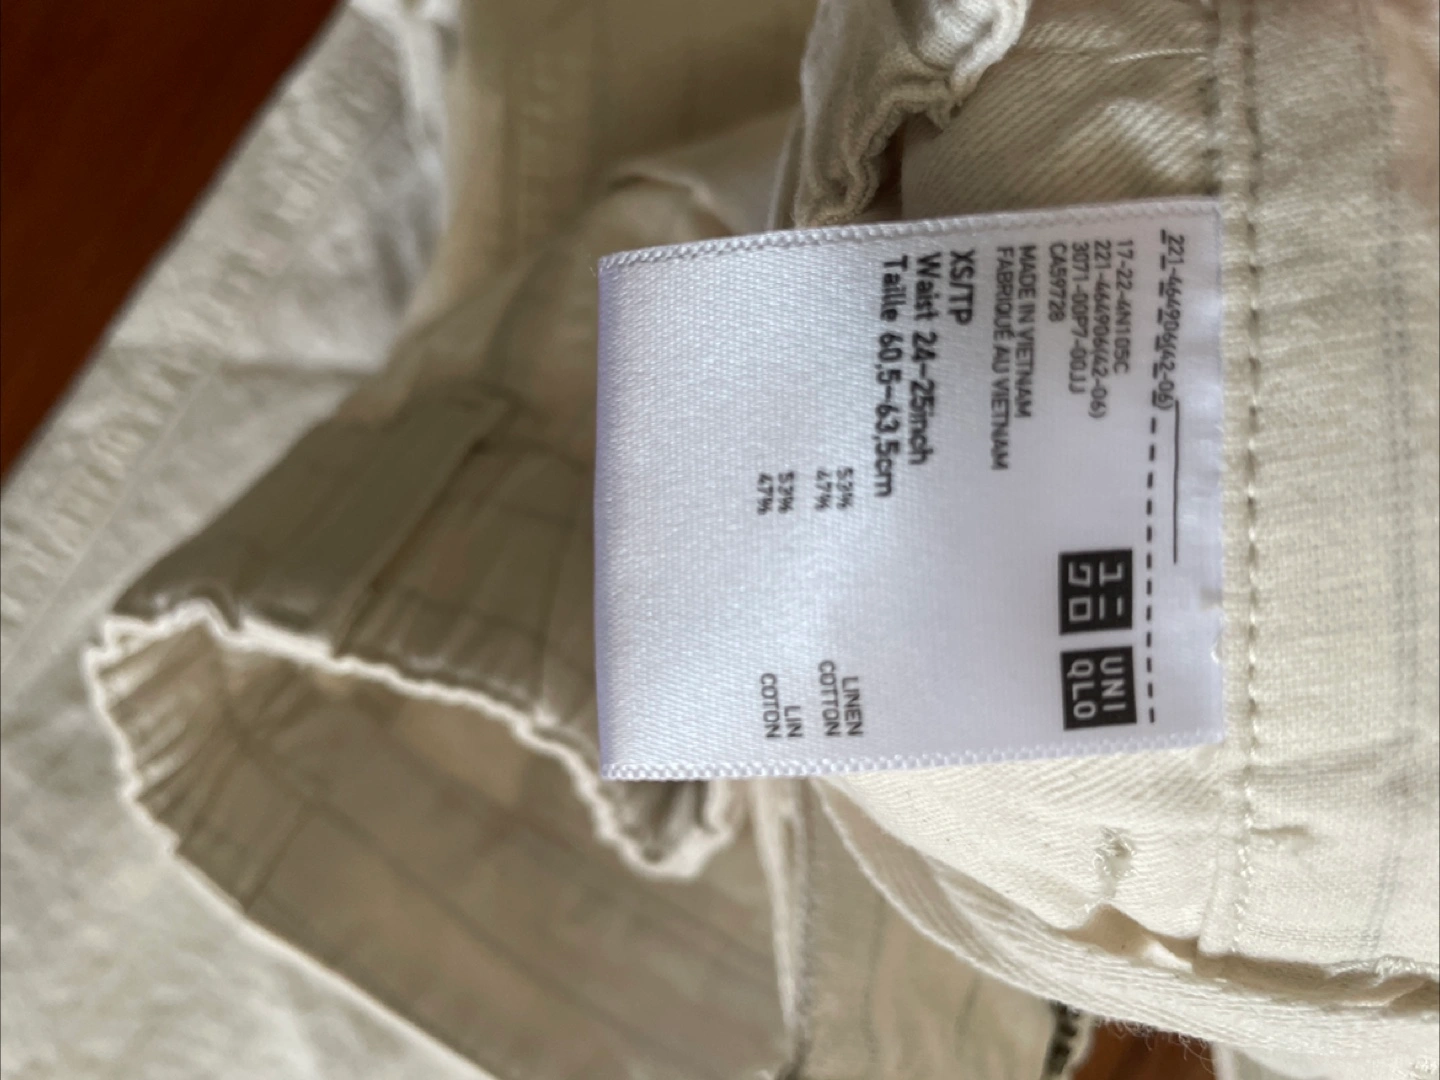 221-464906(42-06)
17-22-4N105C
221-464906(42-06)
3071-00P7-00JJ
CA59728
ユニ
クロ
UNI
QLO
MADE IN VIETNAM
FABRIQUÉ AU VIETNAM
XS/TP
Waist 24-25inch
Taille 60,5-63,5cm
53% LINEN
47% COTTON
53% LIN
47% COTON